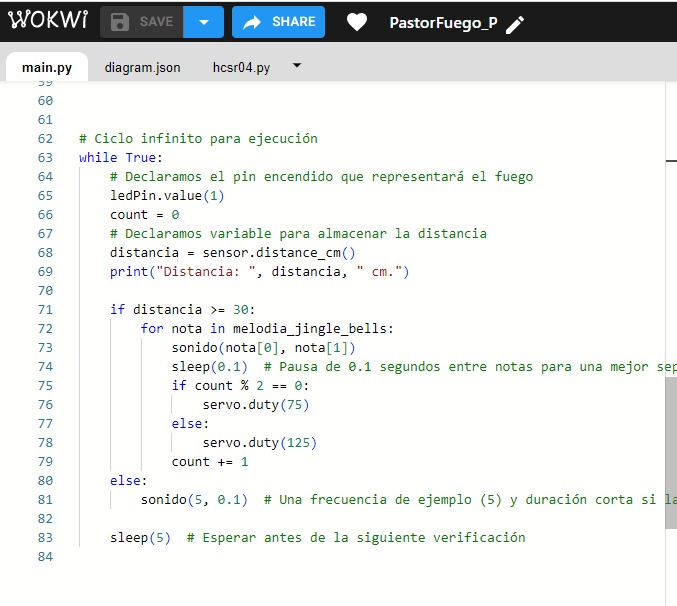 WOKWi SAVE SHARE PastorFuego_P
main.py diagram.json hcsr04.py
59
60
61
62 # Ciclo infinito para ejecución
63 while True:
64     # Declaramos el pin encendido que representará el fuego
65     ledPin.value(1)
66     count = 0
67     # Declaramos variable para almacenar la distancia
68     distancia = sensor.distance_cm()
69     print("Distancia: ", distancia, " cm.")
70
71     if distancia >= 30:
72         for nota in melodia_jingle_bells:
73             sonido(nota[0], nota[1])
74             sleep(0.1)  # Pausa de 0.1 segundos entre notas para una mejor sep
75             if count % 2 == 0:
76                 servo.duty(75)
77             else:
78                 servo.duty(125)
79             count += 1
80     else:
81         sonido(5, 0.1)  # Una frecuencia de ejemplo (5) y duración corta si la
82
83     sleep(5)  # Esperar antes de la siguiente verificación
84